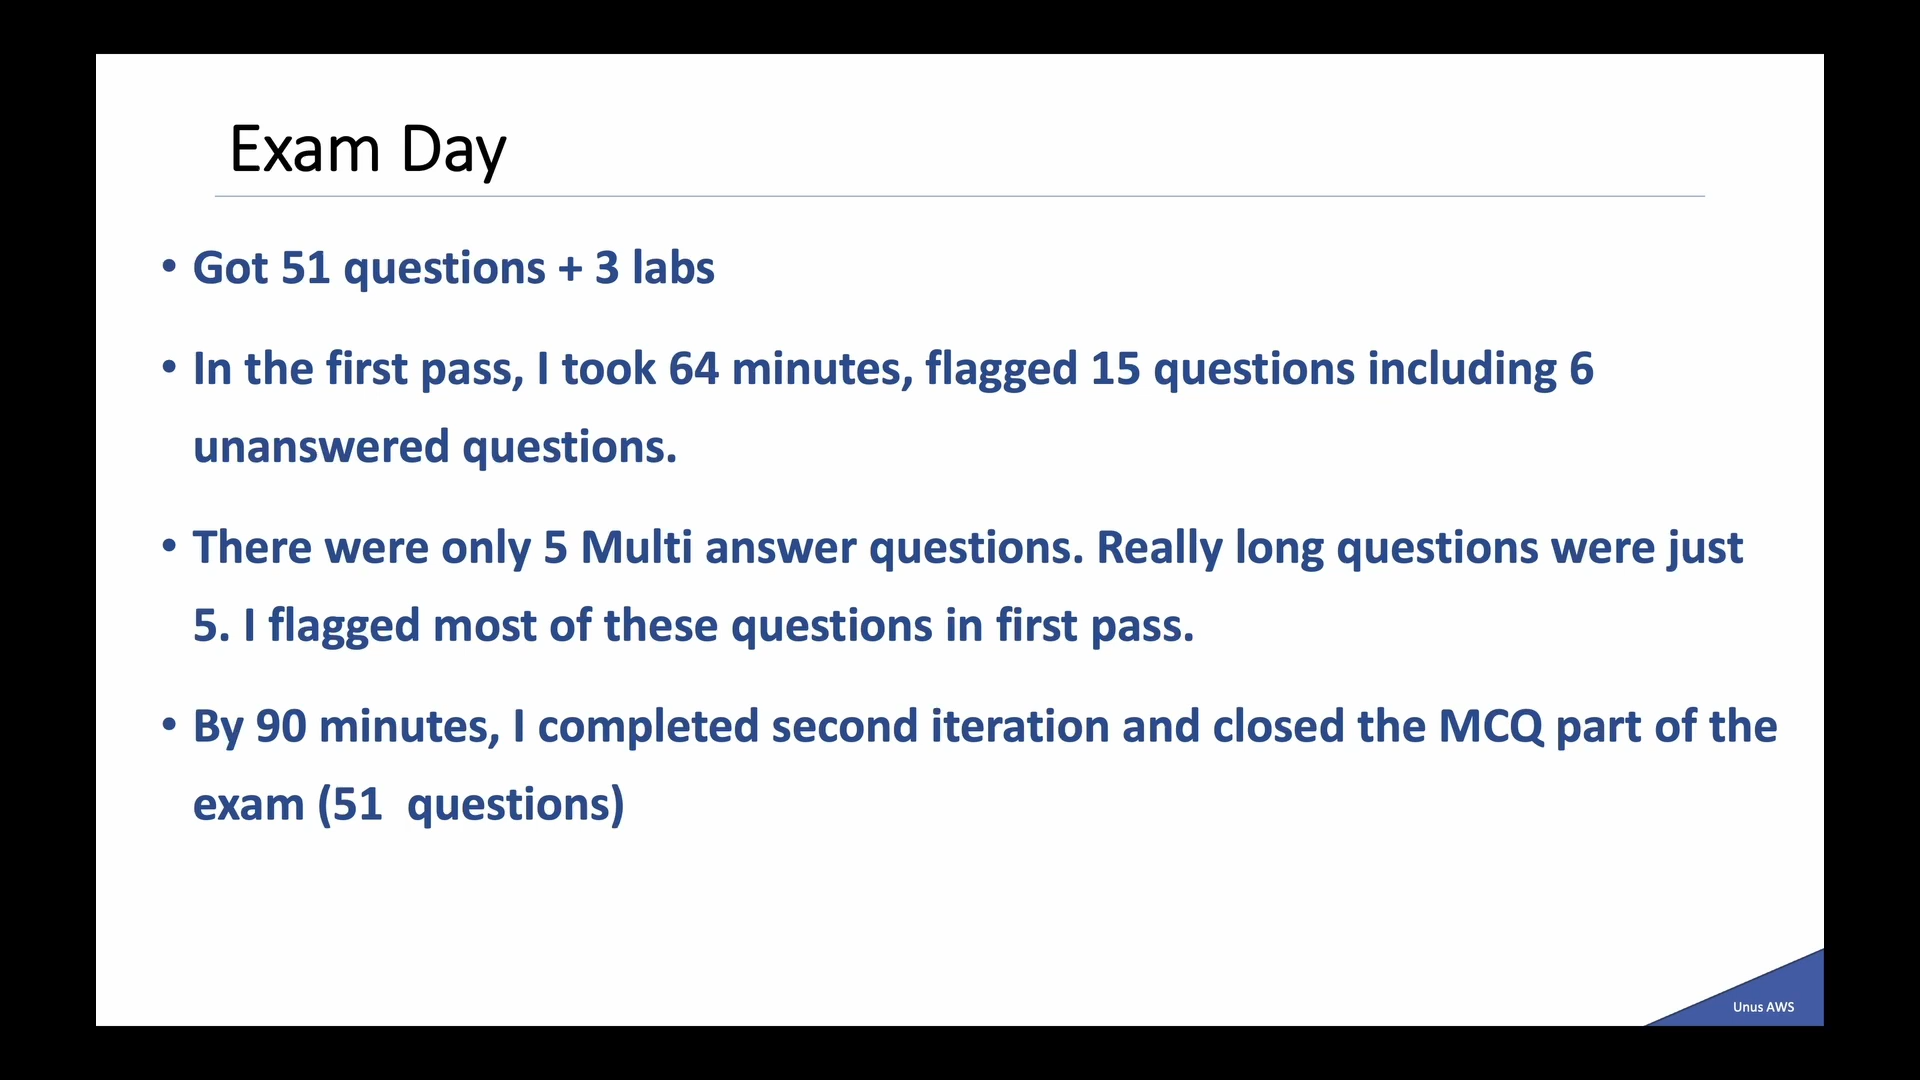 Exam Day
• Got 51 questions + 3 labs
• In the first pass, I took 64 minutes, flagged 15 questions including 6
unanswered questions.
• There were only 5 Multi answer questions. Really long questions were just
5. I flagged most of these questions in first pass.
• By 90 minutes, I completed second iteration and closed the MCQ part of the
exam (51  questions)
Unus AWS